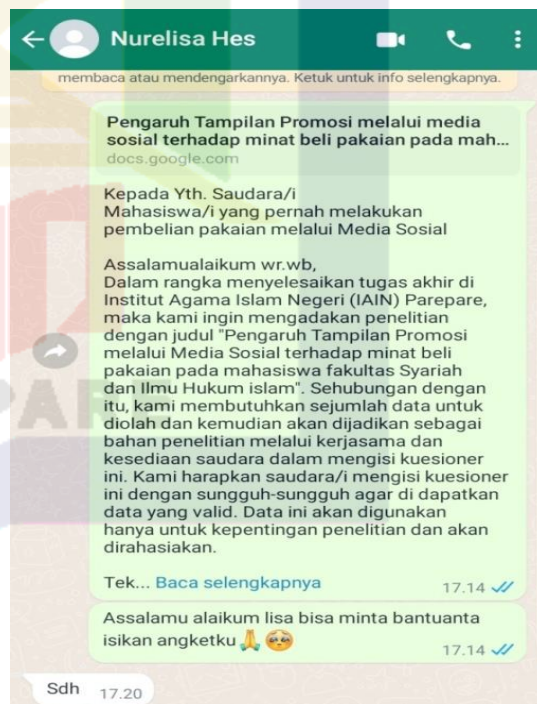 Nurelisa Hes
membaca atau mendengarkannya. Ketuk untuk info selengkapnya.
Pengaruh Tampilan Promosi melalui media
sosial terhadap minat beli pakaian pada mah...
docs.google.com
Kepada Yth. Saudara/i
Mahasiswa/i yang pernah melakukan
pembelian pakaian melalui Media Sosial
Assalamualaikum wr.wb,
Dalam rangka menyelesaikan tugas akhir di
Institut Agama Islam Negeri (IAIN) Parepare,
maka kami ingin mengadakan penelitian
dengan judul "Pengaruh Tampilan Promosi
melalui Media Sosial terhadap minat beli
pakaian pada mahasiswa fakultas Syariah
dan Ilmu Hukum islam". Sehubungan dengan
itu, kami membutuhkan sejumlah data untuk
diolah dan kemudian akan dijadikan sebagai
bahan penelitian melalui kerjasama dan
kesediaan saudara dalam mengisi kuesioner
ini. Kami harapkan saudara/i mengisi kuesioner
ini dengan sungguh-sungguh agar di dapatkan
data yang valid. Data ini akan digunakan
hanya untuk kepentingan penelitian dan akan
dirahasiakan.
Tek... Baca selengkapnya 17.14
Assalamu alaikum lisa bisa minta bantuanta
isikan angketku 🙏🥺 17.14
Sdh 17.20